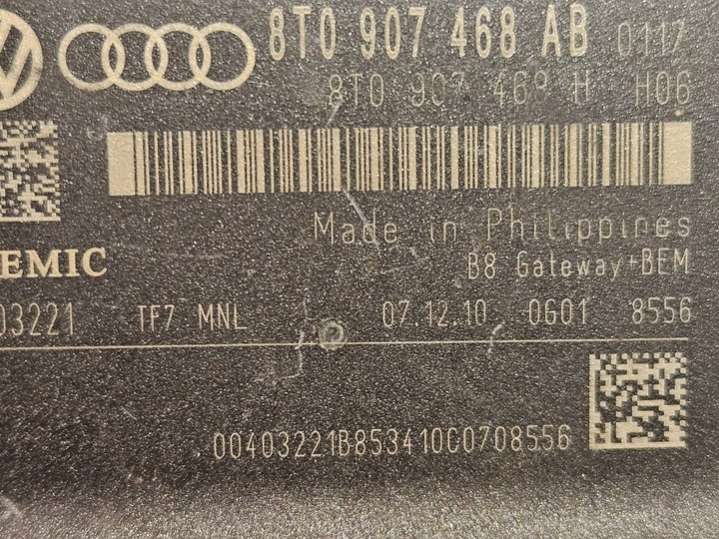 8T0 907 468 AB 0117
8T0 907 468 H H06
Made in Philippines
EMIC
B8 Gateway+BEM
03221 TF7 MNL 07.12.10 0601 8556
00403221B853410C0708556